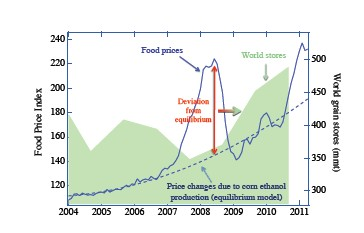 240
220
200
180
160
140
120
Food Price Index
Food prices
World stores
Deviation
from
equilibrium
Price changes due to corn ethanol
production (equilibrium model)
500
450
400
350
300
World grain stores (mmt)
2004 2005 2006 2007 2008 2009 2010 2011